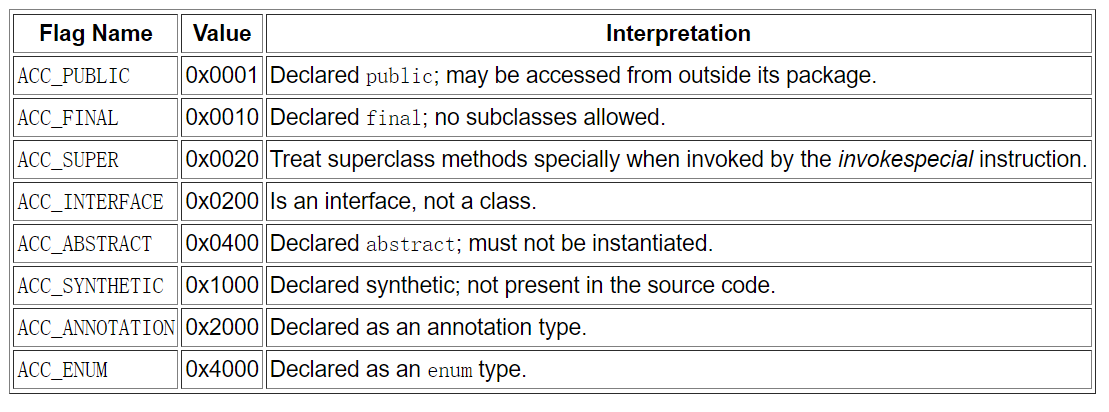 Flag Name Value Interpretation
ACC_PUBLIC 0x0001 Declared public; may be accessed from outside its package.
ACC_FINAL 0x0010 Declared final; no subclasses allowed.
ACC_SUPER 0x0020 Treat superclass methods specially when invoked by the invokespecial instruction.
ACC_INTERFACE 0x0200 Is an interface, not a class.
ACC_ABSTRACT 0x0400 Declared abstract; must not be instantiated.
ACC_SYNTHETIC 0x1000 Declared synthetic; not present in the source code.
ACC_ANNOTATION 0x2000 Declared as an annotation type.
ACC_ENUM 0x4000 Declared as an enum type.